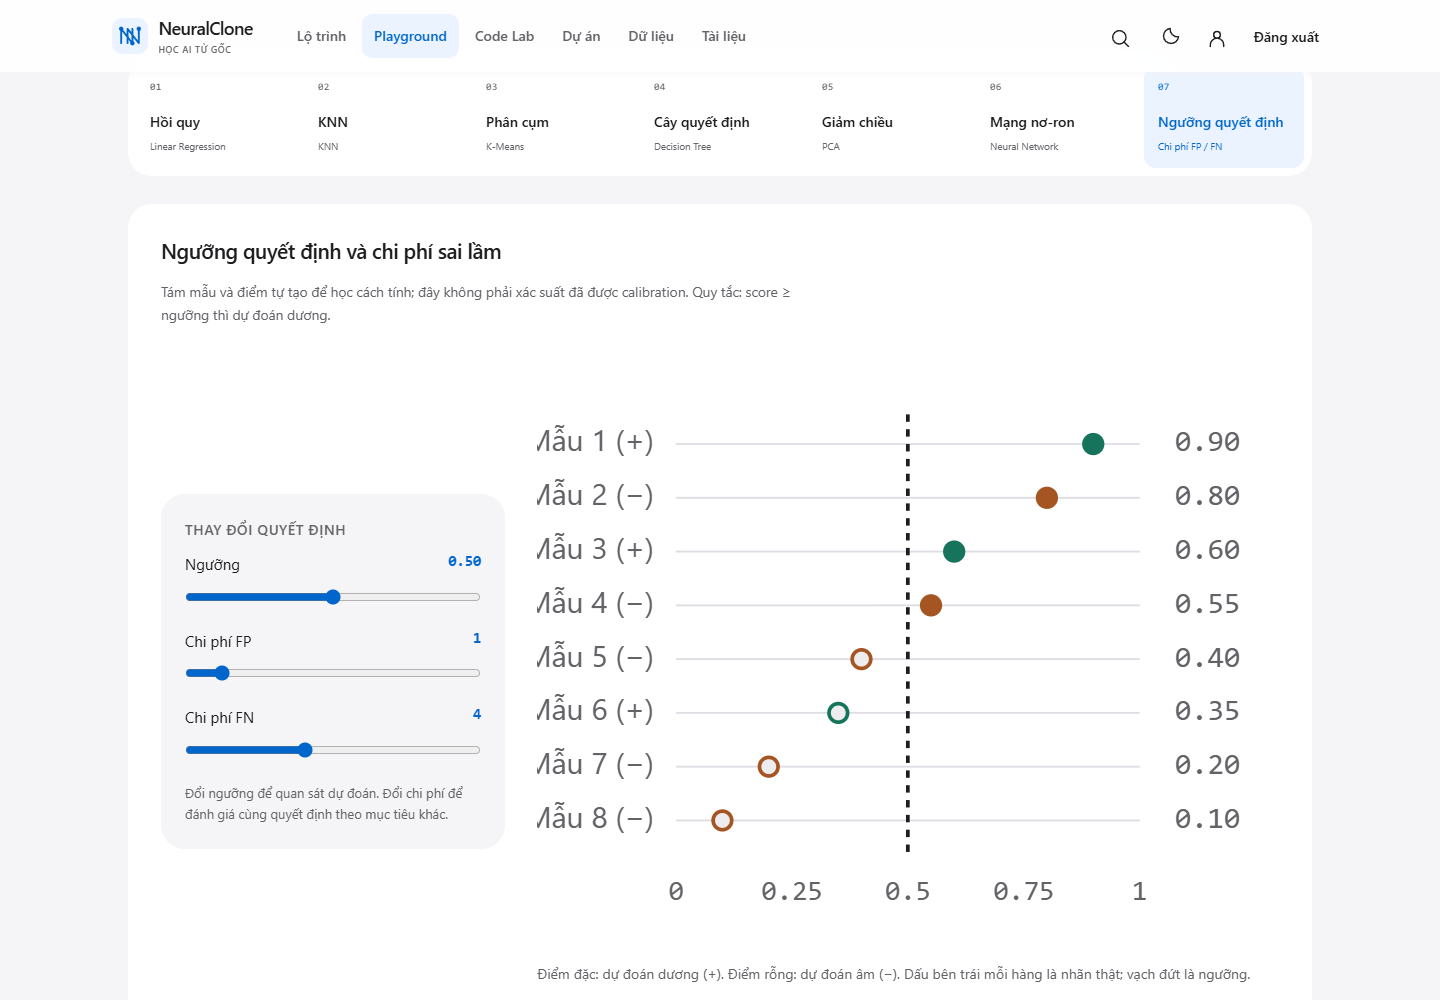 NeuralClone
HỌC AI TỪ GỐC
Lộ trình
Playground
Code Lab
Dự án
Dữ liệu
Tài liệu
Đăng xuất
01
Hồi quy
Linear Regression
02
KNN
KNN
03
Phân cụm
K-Means
04
Cây quyết định
Decision Tree
05
Giảm chiều
PCA
06
Mạng nơ-ron
Neural Network
07
Ngưỡng quyết định
Chi phí FP / FN
Ngưỡng quyết định và chi phí sai lầm
Tám mẫu và điểm tự tạo để học cách tính; đây không phải xác suất đã được calibration. Quy tắc: score ≥
ngưỡng thì dự đoán dương.
THAY ĐỔI QUYẾT ĐỊNH
Ngưỡng 0.50
Chi phí FP 1
Chi phí FN 4
Đổi ngưỡng để quan sát dự đoán. Đổi chi phí để
đánh giá cùng quyết định theo mục tiêu khác.
Mẫu 1 (+) 0.90
Mẫu 2 (−) 0.80
Mẫu 3 (+) 0.60
Mẫu 4 (−) 0.55
Mẫu 5 (−) 0.40
Mẫu 6 (+) 0.35
Mẫu 7 (−) 0.20
Mẫu 8 (−) 0.10
0 0.25 0.5 0.75 1
Điểm đặc: dự đoán dương (+). Điểm rỗng: dự đoán âm (−). Dấu bên trái mỗi hàng là nhãn thật; vạch đứt là ngưỡng.